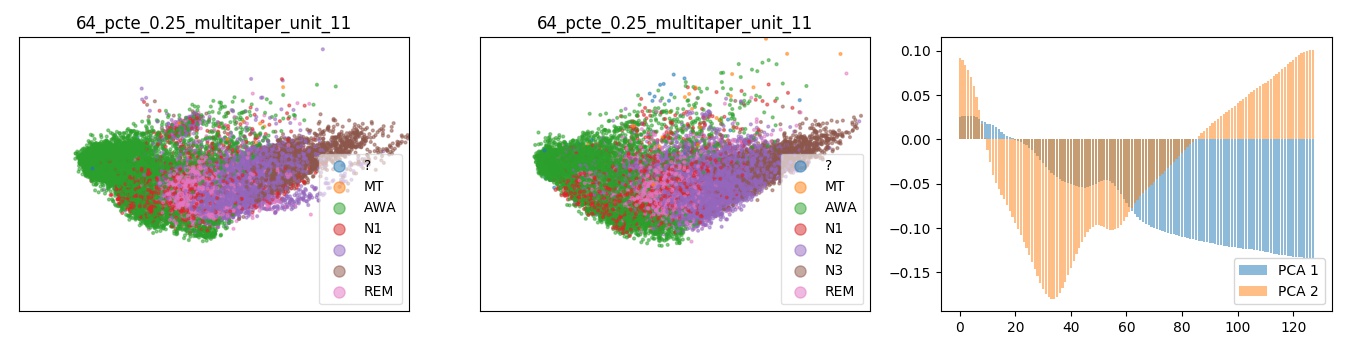 64_pcte_0.25_multitaper_unit_11
?
MT
AWA
N1
N2
N3
REM
64_pcte_0.25_multitaper_unit_11
?
MT
AWA
N1
N2
N3
REM
0.10
0.05
0.00
−0.05
−0.10
−0.15
0 20 40 60 80 100 120
PCA 1
PCA 2